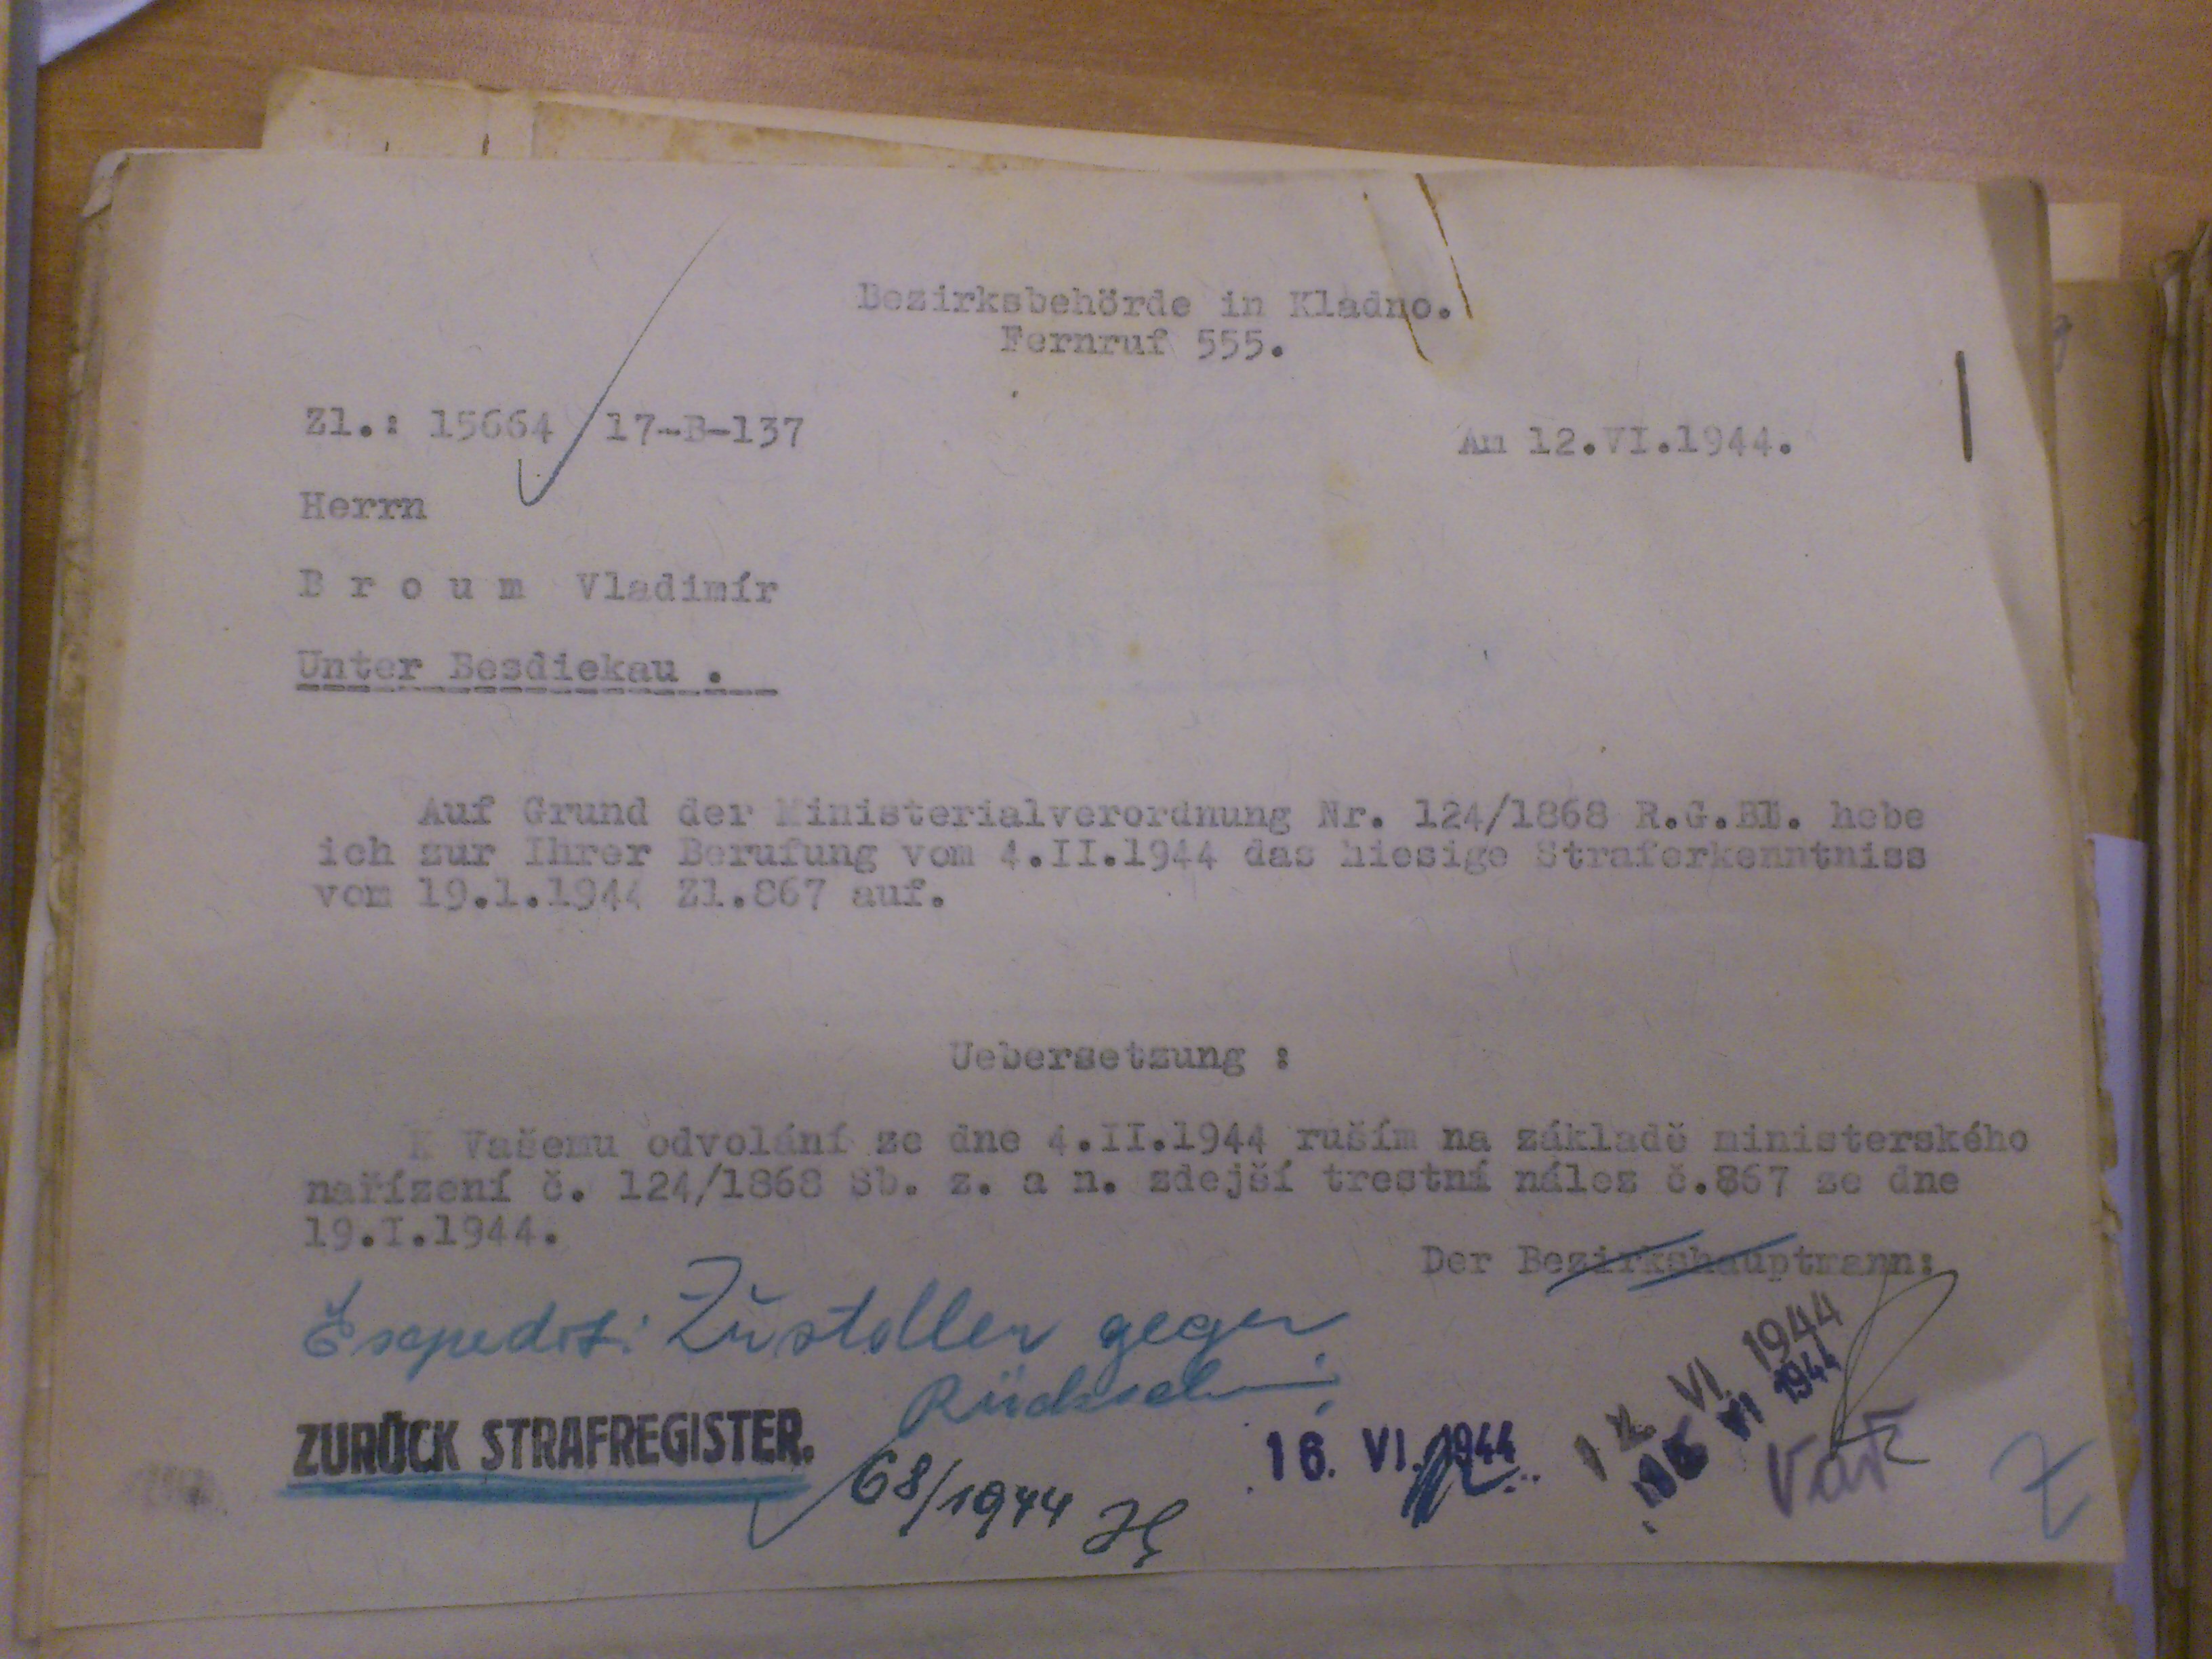 Bezirksbehörde in Kladno.
Fernruf 555.
Zl.: 15664 17-B-137
Am 12.VI.1944.
Herrn
B r o u m Vladimír
Unter Besdiekau .
Auf Grund der Ministerialverordnung Nr. 124/1868 R.G.Bl. hebe
ich zur Ihrer Berufung vom 4.II.1944 das hiesige Straferkenntniss
vom 19.1.1944 Zl.867 auf.
Uebersetzung :
K Vašemu odvolání ze dne 4.II.1944 ruším na základě ministerského
nařízení č. 124/1868 Sb. z. a n. zdejší trestní nález č.867 ze dne
19.I.1944.
Der Bezirkshauptmann:
Expedit: Zustellen gegen
Rückschein
ZURÜCK STRAFREGISTER.
68/1944
16. VI. 1944
12. VI. 1944
VI 1944